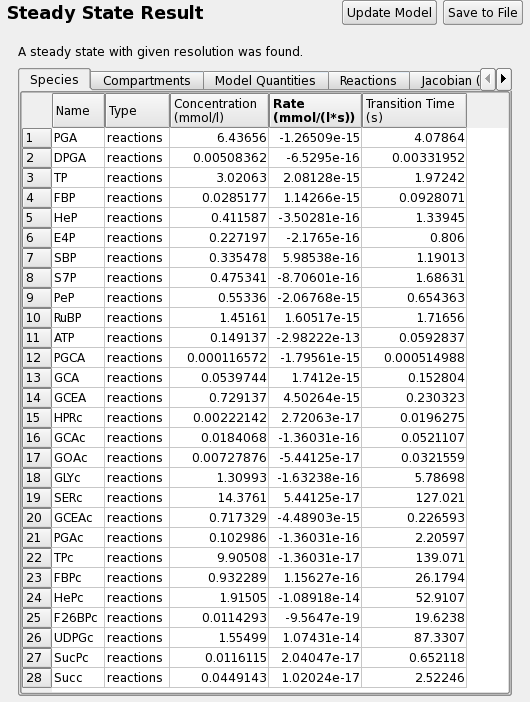 Steady State Result
Update Model
Save to File
A steady state with given resolution was found.
Species Compartments Model Quantities Reactions Jacobian (
Name Type Concentration (mmol/l) Rate (mmol/(l*s)) Transition Time (s)
1 PGA reactions 6.43656 -1.26509e-15 4.07864
2 DPGA reactions 0.00508362 -6.5296e-16 0.00331952
3 TP reactions 3.02063 2.08128e-15 1.97242
4 FBP reactions 0.0285177 1.14266e-15 0.0928071
5 HeP reactions 0.411587 -3.50281e-16 1.33945
6 E4P reactions 0.227197 -2.1765e-16 0.806
7 SBP reactions 0.335478 5.98538e-16 1.19013
8 S7P reactions 0.475341 -8.70601e-16 1.68631
9 PeP reactions 0.55336 -2.06768e-15 0.654363
10 RuBP reactions 1.45161 1.60517e-15 1.71656
11 ATP reactions 0.149137 -2.98222e-13 0.0592837
12 PGCA reactions 0.000116572 -1.79561e-15 0.000514988
13 GCA reactions 0.0539744 1.7412e-15 0.152804
14 GCEA reactions 0.729137 4.50264e-15 0.230323
15 HPRc reactions 0.00222142 2.72063e-17 0.0196275
16 GCAc reactions 0.0184068 -1.36031e-16 0.0521107
17 GOAc reactions 0.00727876 -5.44125e-17 0.0321559
18 GLYc reactions 1.30993 -1.63238e-16 5.78698
19 SERc reactions 14.3761 5.44125e-17 127.021
20 GCEAc reactions 0.717329 -4.48903e-15 0.226593
21 PGAc reactions 0.102986 -1.36031e-16 2.20597
22 TPc reactions 9.90508 -1.36031e-17 139.071
23 FBPc reactions 0.932289 1.15627e-16 26.1794
24 HePc reactions 1.91505 -1.08918e-14 52.9107
25 F26BPc reactions 0.0114293 -9.5647e-19 19.6238
26 UDPGc reactions 1.55499 1.07431e-14 87.3307
27 SucPc reactions 0.0116115 2.04047e-17 0.652118
28 Succ reactions 0.0449143 1.02024e-17 2.52246